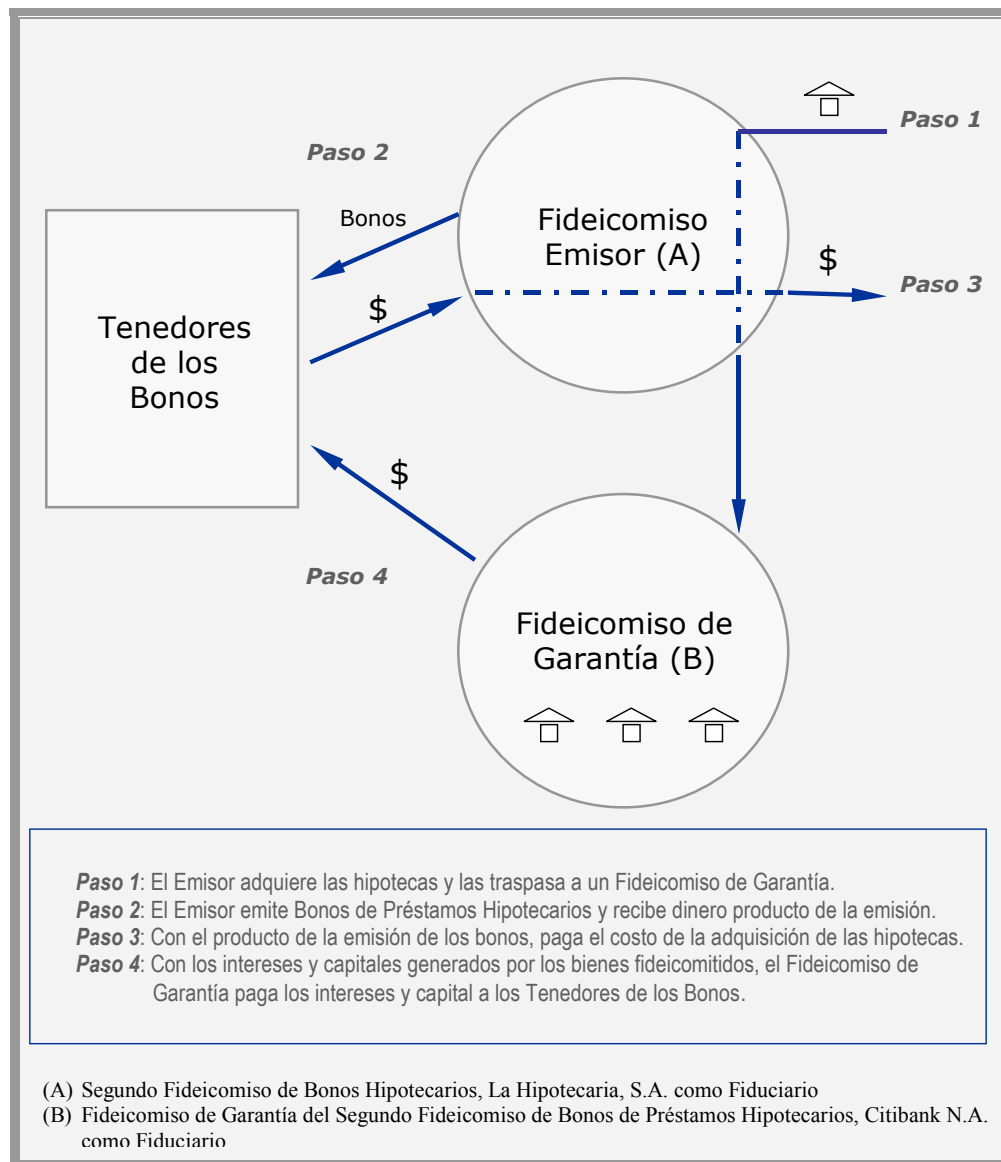 Paso 1
Paso 2
Bonos
Fideicomiso
Emisor (A)
$
Paso 3
$
Tenedores
de los
Bonos
$
Paso 4
Fideicomiso de
Garantía (B)
Paso 1: El Emisor adquiere las hipotecas y las traspasa a un Fideicomiso de Garantía.
Paso 2: El Emisor emite Bonos de Préstamos Hipotecarios y recibe dinero producto de la emisión.
Paso 3: Con el producto de la emisión de los bonos, paga el costo de la adquisición de las hipotecas.
Paso 4: Con los intereses y capitales generados por los bienes fideicomitidos, el Fideicomiso de
Garantía paga los intereses y capital a los Tenedores de los Bonos.
(A) Segundo Fideicomiso de Bonos Hipotecarios, La Hipotecaria, S.A. como Fiduciario
(B) Fideicomiso de Garantía del Segundo Fideicomiso de Bonos de Préstamos Hipotecarios, Citibank N.A.
como Fiduciario